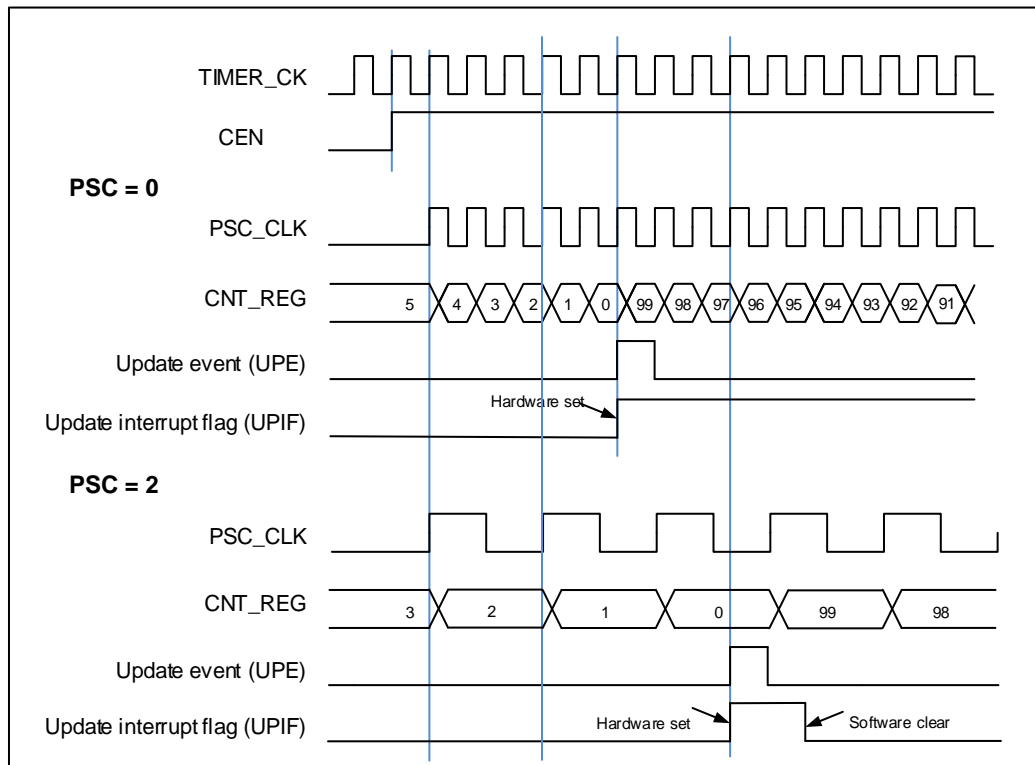 TIMER_CK
CEN
PSC = 0
PSC_CLK
CNT_REG 5 4 3 2 1 0 99 98 97 96 95 94 93 92 91
Update event (UPE)
Hardware set
Update interrupt flag (UPIF)
PSC = 2
PSC_CLK
CNT_REG 3 2 1 0 99 98
Update event (UPE)
Update interrupt flag (UPIF) Hardware set Software clear